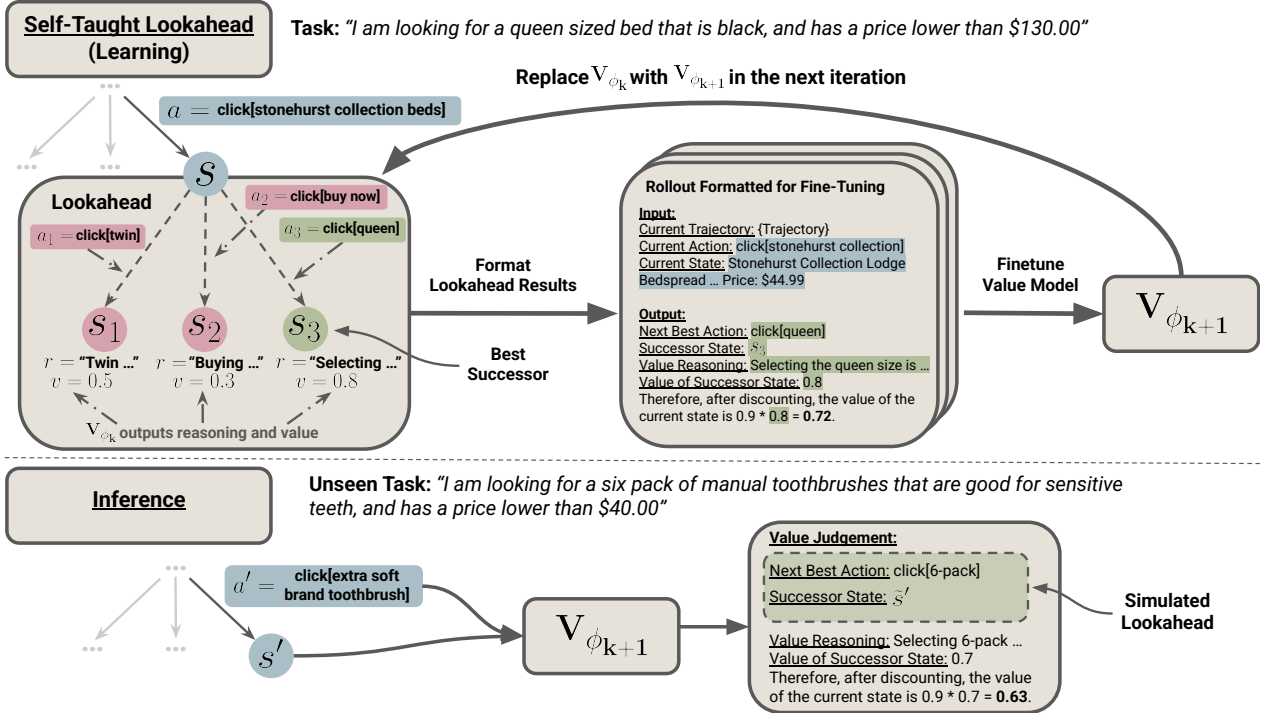 Self-Taught Lookahead
(Learning)
Task: “I am looking for a queen sized bed that is black, and has a price lower than $130.00”
Replace V_{ϕ_k} with V_{ϕ_{k+1}} in the next iteration
...
a = click[stonehurst collection beds]
... ...
s
Lookahead
a_2 = click[buy now]
a_1 = click[twin]
a_3 = click[queen]
s_1 s_2 s_3
r = “Twin ...” r = “Buying ...” r = “Selecting ...”
v = 0.5 v = 0.3 v = 0.8
V_{ϕ_k} outputs reasoning and value
Best
Successor
Format
Lookahead Results
Rollout Formatted for Fine-Tuning
Input:
Current Trajectory: {Trajectory}
Current Action: click[stonehurst collection]
Current State: Stonehurst Collection Lodge
Bedspread ... Price: $44.99
Output:
Next Best Action: click[queen]
Successor State: s_3
Value Reasoning: Selecting the queen size is ...
Value of Successor State: 0.8
Therefore, after discounting, the value of the
current state is 0.9 * 0.8 = 0.72.
Finetune
Value Model
V_{ϕ_{k+1}}
Inference
Unseen Task: “I am looking for a six pack of manual toothbrushes that are good for sensitive
teeth, and has a price lower than $40.00”
...
a′ = click[extra soft
brand toothbrush]
... ...
s′
V_{ϕ_{k+1}}
Value Judgement:
Next Best Action: click[6-pack]
Successor State: s̃′
Value Reasoning: Selecting 6-pack ...
Value of Successor State: 0.7
Therefore, after discounting, the value
of the current state is 0.9 * 0.7 = 0.63.
Simulated
Lookahead